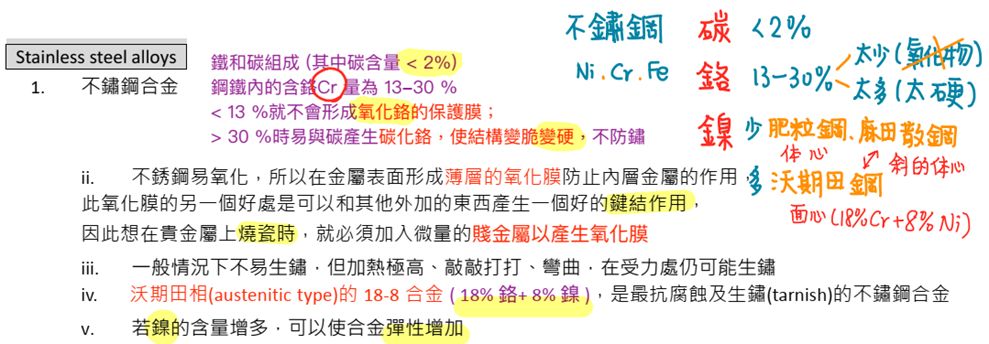 Stainless steel alloys
1. 不鏽鋼合金
鐵和碳組成 (其中碳含量 < 2%)
鋼鐵內的含鉻Cr 量為 13–30 %
< 13 %就不會形成氧化鉻的保護膜；
> 30 %時易與碳產生碳化鉻，使結構變脆變硬，不防鏽
ii. 不銹鋼易氧化，所以在金屬表面形成薄層的氧化膜防止內層金屬的作用，
此氧化膜的另一個好處是可以和其他外加的東西產生一個好的鍵結作用，
因此想在貴金屬上燒瓷時，就必須加入微量的賤金屬以產生氧化膜
iii. 一般情況下不易生鏽，但加熱極高、敲敲打打、彎曲，在受力處仍可能生鏽
iv. 沃期田相(austenitic type)的 18-8 合金 ( 18% 鉻+ 8% 鎳 )，是最抗腐蝕及生鏽(tarnish)的不鏽鋼合金
v. 若鎳的含量增多，可以使合金彈性增加
不鏽鋼 碳 <2%
Ni.Cr.Fe 鉻 13-30%
太少(氧化物)
太多(太硬)
鎳 少 肥粒鋼、麻田散鋼
体心 斜的体心
多 沃期田鋼
面心(18%Cr+8%Ni)